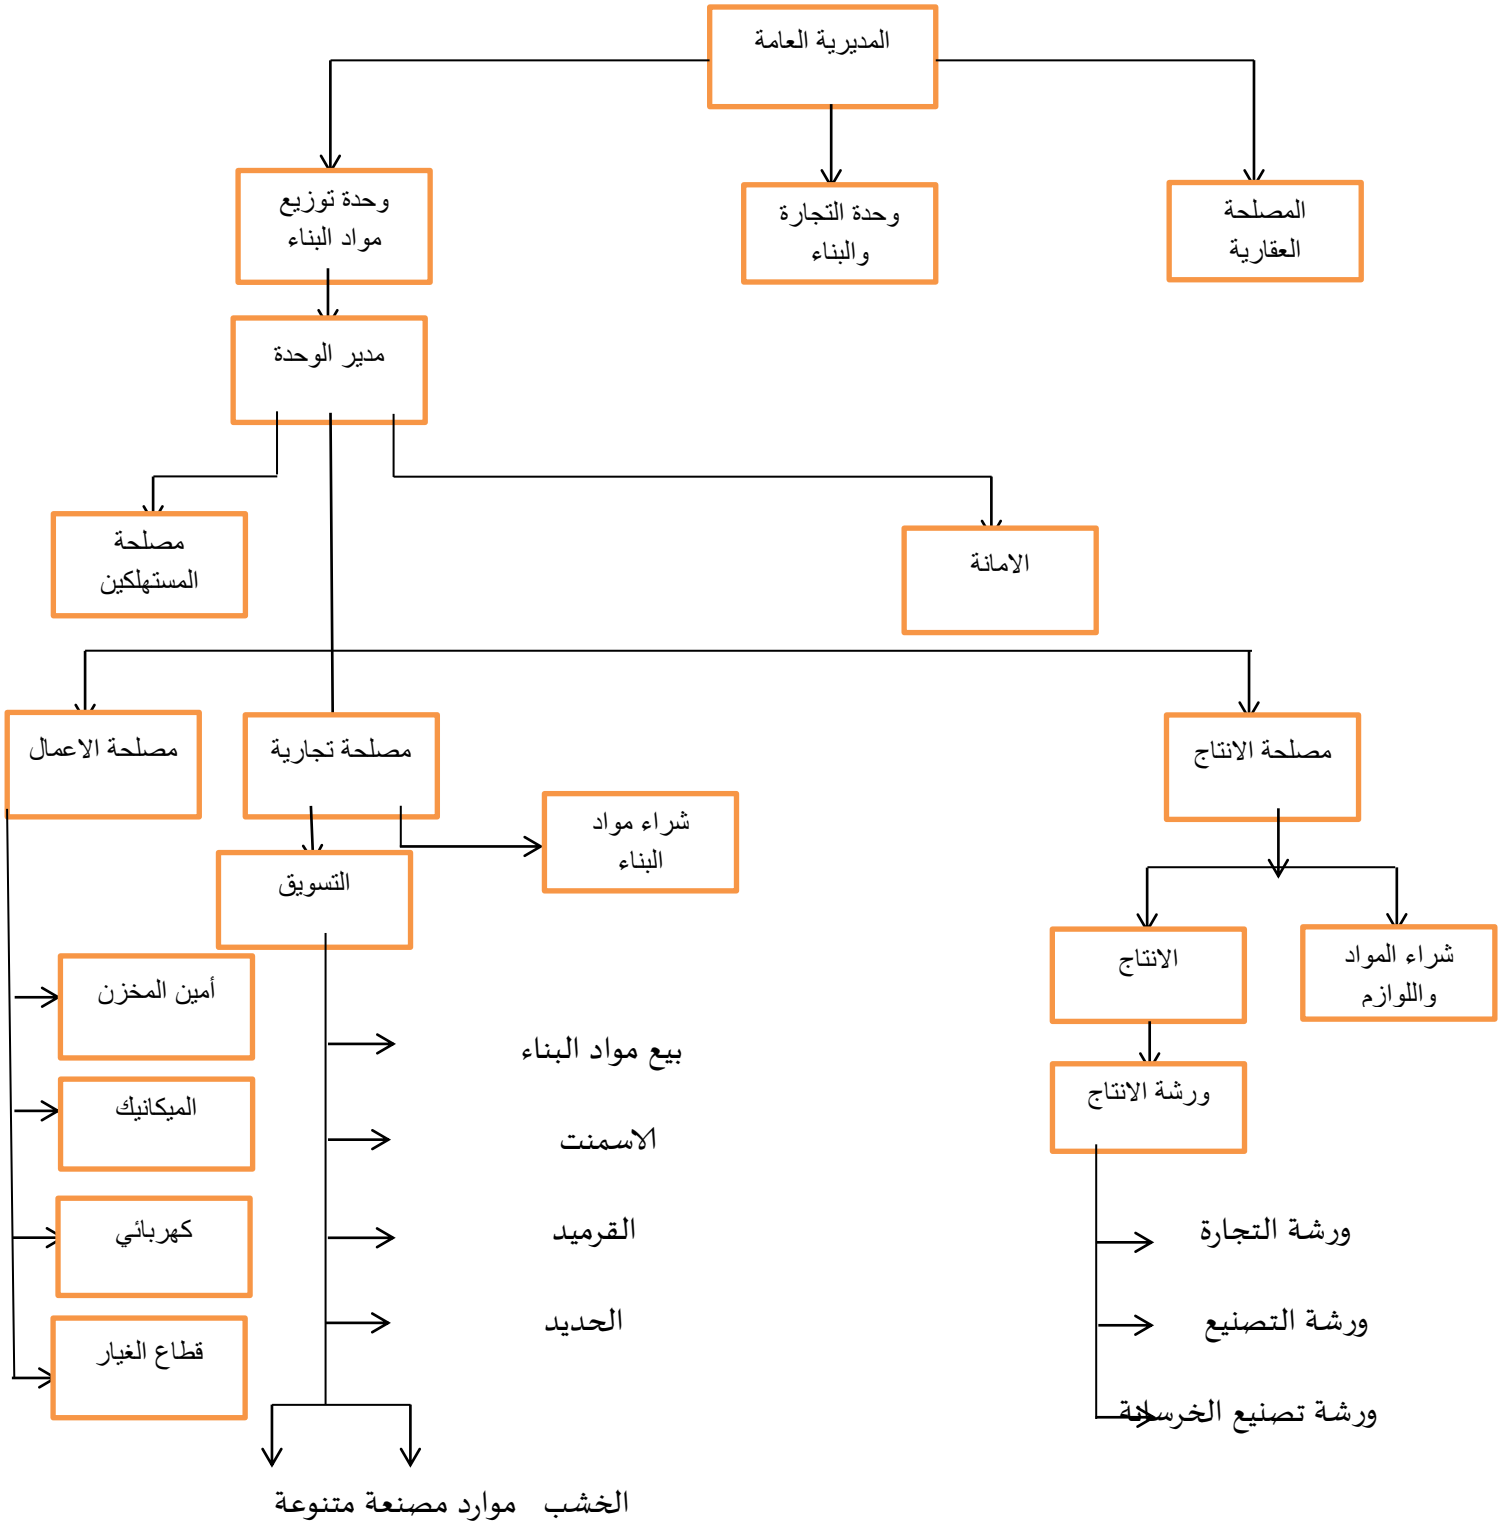 المديرية العامة
المصلحة
العقارية
وحدة التجارة
والبناء
وحدة توزيع
مواد البناء
مدير الوحدة
الامانة
مصلحة
المستهلكين
مصلحة الانتاج
مصلحة تجارية
مصلحة الاعمال
شراء مواد
البناء
التسويق
شراء المواد
واللوازم
الانتاج
ورشة الانتاج
ورشة التجارة
ورشة التصنيع
ورشة تصنيع الخرسانة
بيع مواد البناء
الاسمنت
القرميد
الحديد
الخشب موارد مصنعة متنوعة
أمين المخزن
الميكانيك
كهربائي
قطاع الغيار